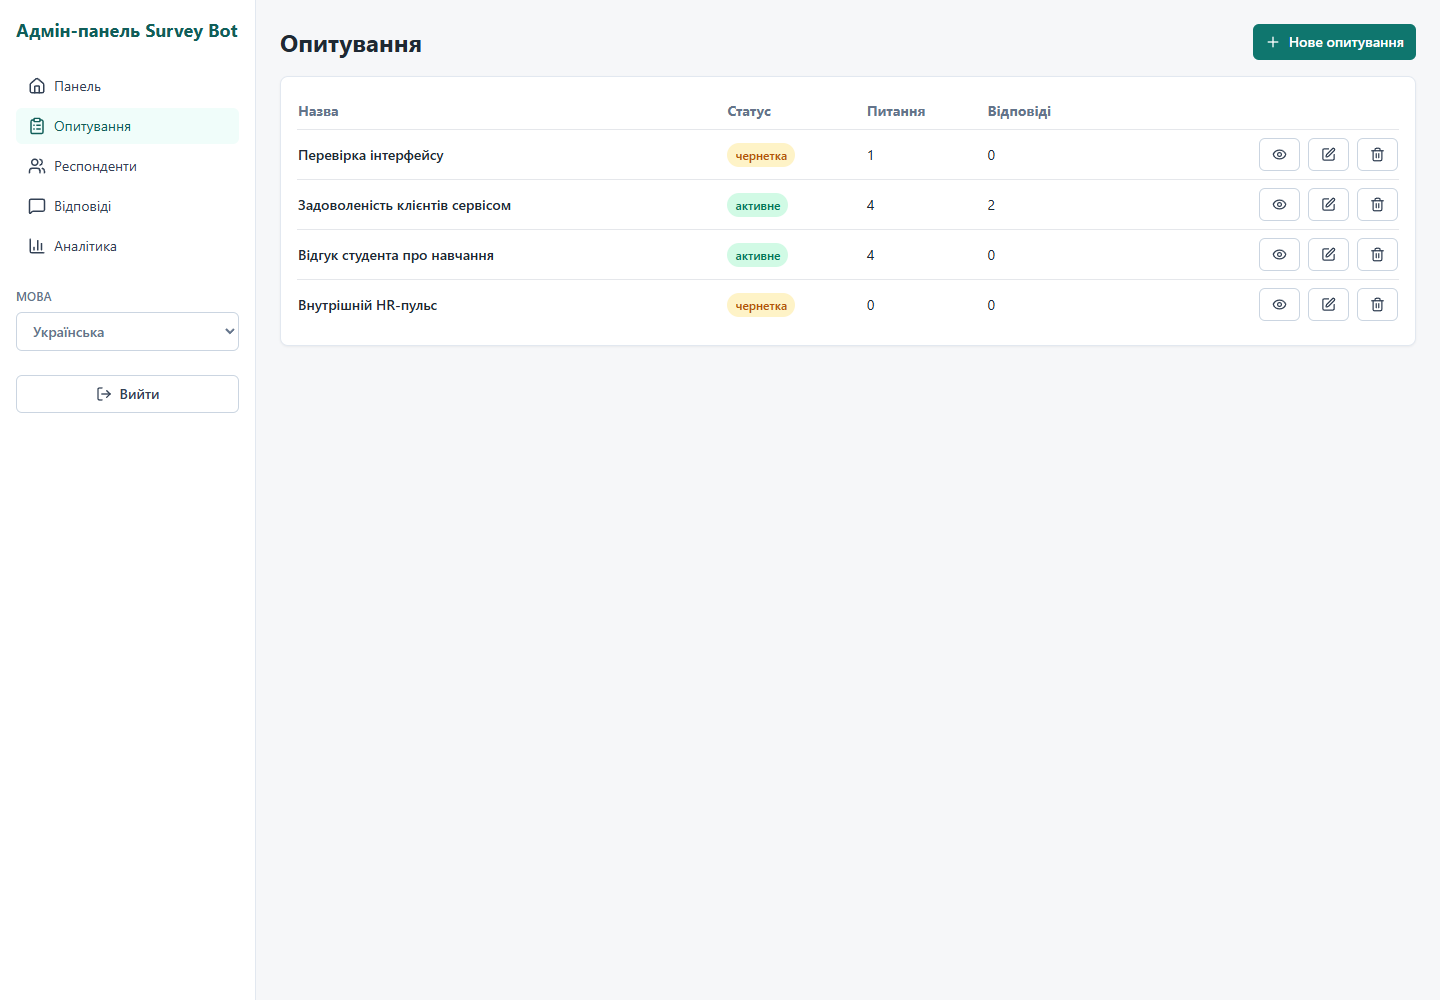 Адмін-панель Survey Bot
Панель
Опитування
Респонденти
Відповіді
Аналітика
МОВА
Українська
Вийти
Опитування
Нове опитування
Назва Статус Питання Відповіді
Перевірка інтерфейсу чернетка 1 0
Задоволеність клієнтів сервісом активне 4 2
Відгук студента про навчання активне 4 0
Внутрішній HR-пульс чернетка 0 0